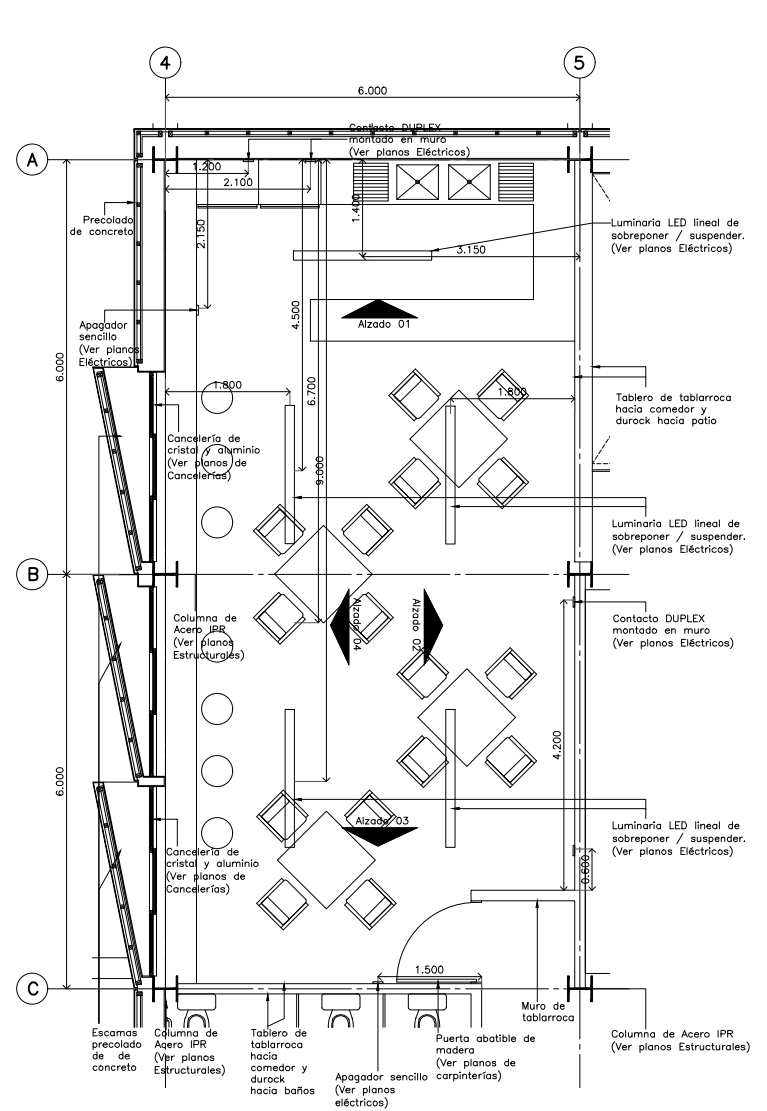 4
5
6.000
Contacto DUPLEX
montado en muro
(Ver planos Eléctricos)
A
1.200
2.100
1.400
Precolado
de concreto
2.150
Luminaria LED lineal de
sobreponer / suspender.
(Ver planos Eléctricos)
3.150
4.500
Apagador
sencillo
(Ver planos
Eléctricos)
Alzado 01
6.000
1.800
6.700
1.800
Tablero de tablarroca
hacia comedor y
durock hacia patio
Cancelería de
cristal y aluminio
(Ver planos de
Cancelerías)
9.000
Luminaria LED lineal de
sobreponer / suspender.
(Ver planos Eléctricos)
B
Columna de
Acero IPR
(Ver planos
Estructurales)
Alzado 04
Alzado 02
Contacto DUPLEX
montado en muro
(Ver planos Eléctricos)
4.200
6.000
Alzado 03
Luminaria LED lineal de
sobreponer / suspender.
(Ver planos Eléctricos)
Cancelería de
cristal y aluminio
(Ver planos de
Cancelerías)
0.600
1.500
C
Muro de
tablarroca
Escamas
precolado
de de
concreto
Columna de
Acero IPR
(Ver planos
Estructurales)
Tablero de
tablarroca
hacia
comedor y
durock
hacia baños
Apagador sencillo
(Ver planos
eléctricos)
Puerta abatible de
madera
(Ver planos de
carpinterías)
Columna de Acero IPR
(Ver planos Estructurales)